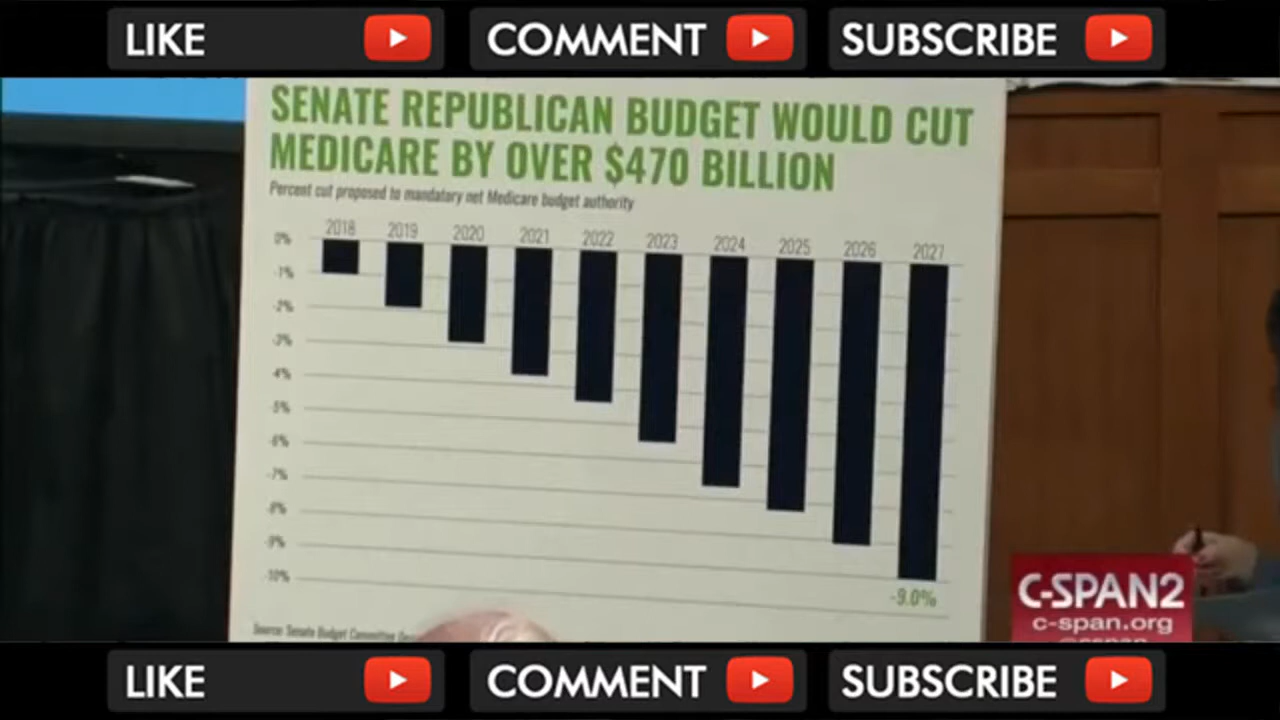 LIKE COMMENT SUBSCRIBE
SENATE REPUBLICAN BUDGET WOULD CUT
MEDICARE BY OVER $470 BILLION
Percent cut proposed to mandatory net Medicare budget authority
2018 2019 2020 2021 2022 2023 2024 2025 2026 2027
0%
-1%
-2%
-3%
-4%
-5%
-6%
-7%
-8%
-9%
-10%
-9.0%
Source: Senate Budget Committee
C-SPAN2
c-span.org
@cspan
LIKE COMMENT SUBSCRIBE